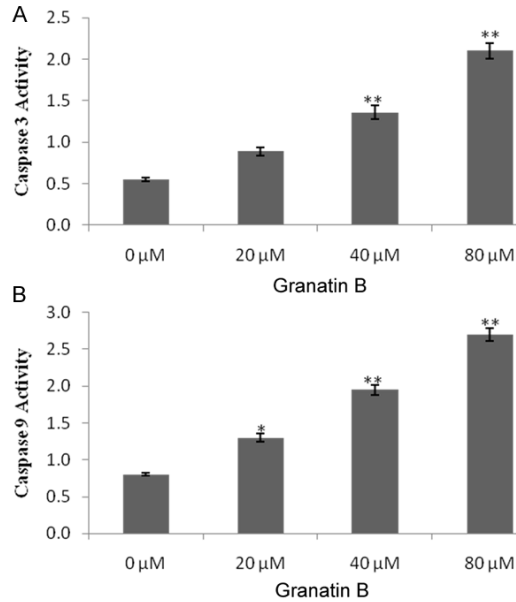 A
Caspase 3 Activity
2.5
2.0
1.5
1.0
0.5
0.0
**
**
0 µM 20 µM 40 µM 80 µM
Granatin B
B
Caspase 9 Activity
3.0
2.5
2.0
1.5
1.0
0.5
0.0
*
**
**
0 µM 20 µM 40 µM 80 µM
Granatin B